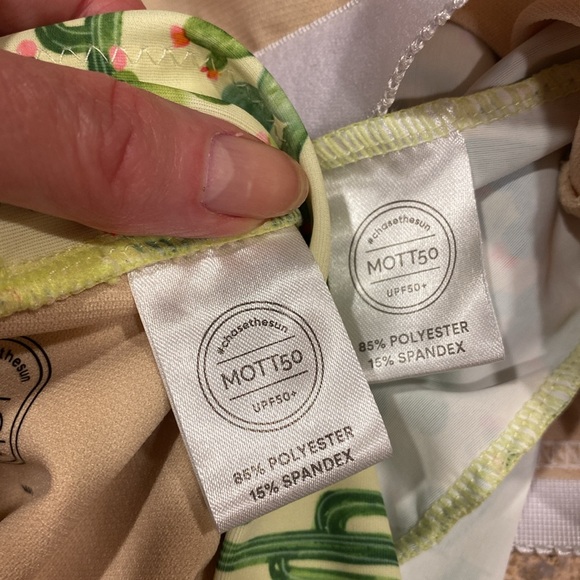 #chasethesun
MOTT50
UPF50+
85% POLYESTER
15% SPANDEX
#chasethesun
MOTT50
UPF50+
85% POLYESTER
15% SPANDEX